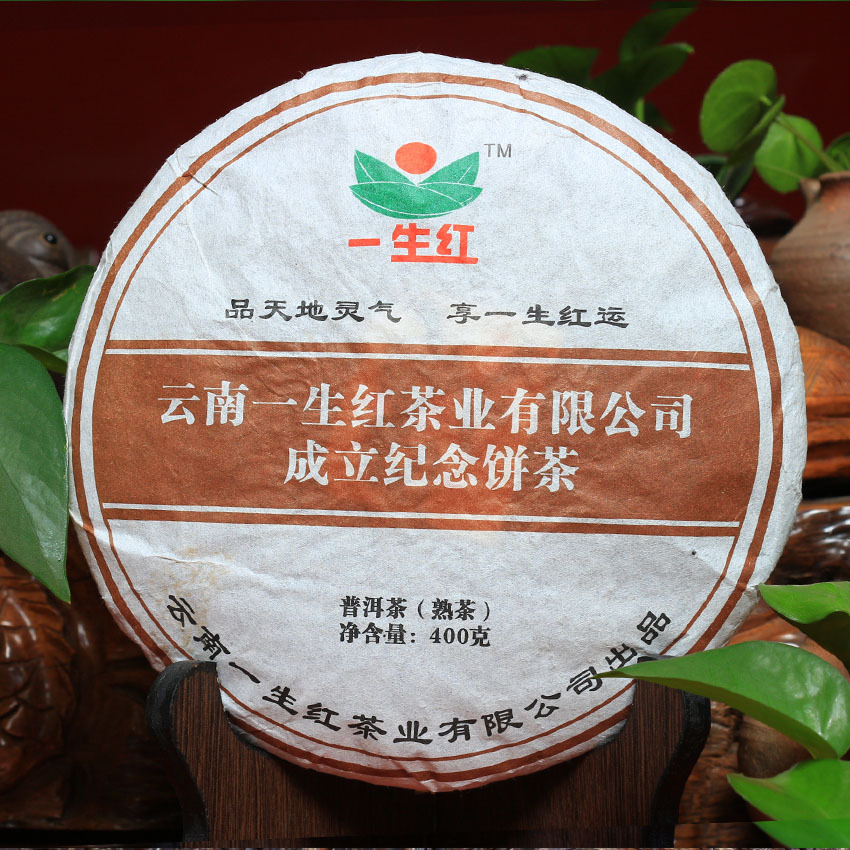 TM
一生红
品天地灵气 享一生红运
云南一生红茶业有限公司
成立纪念饼茶
普洱茶（熟茶）
净含量：400克
云南一生红茶业有限公司出品